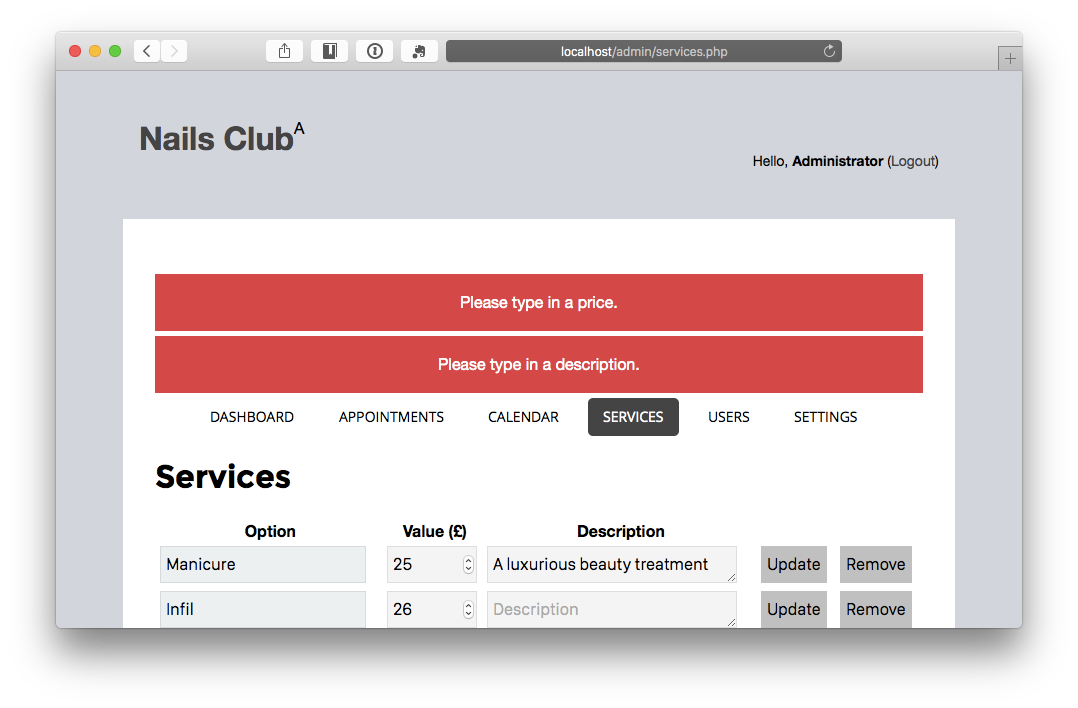 localhost/admin/services.php
Nails Club A
Hello, Administrator (Logout)
Please type in a price.
Please type in a description.
DASHBOARD APPOINTMENTS CALENDAR SERVICES USERS SETTINGS
Services
Option Value (£) Description
Manicure 25 A luxurious beauty treatment Update Remove
Infil 26 Description Update Remove